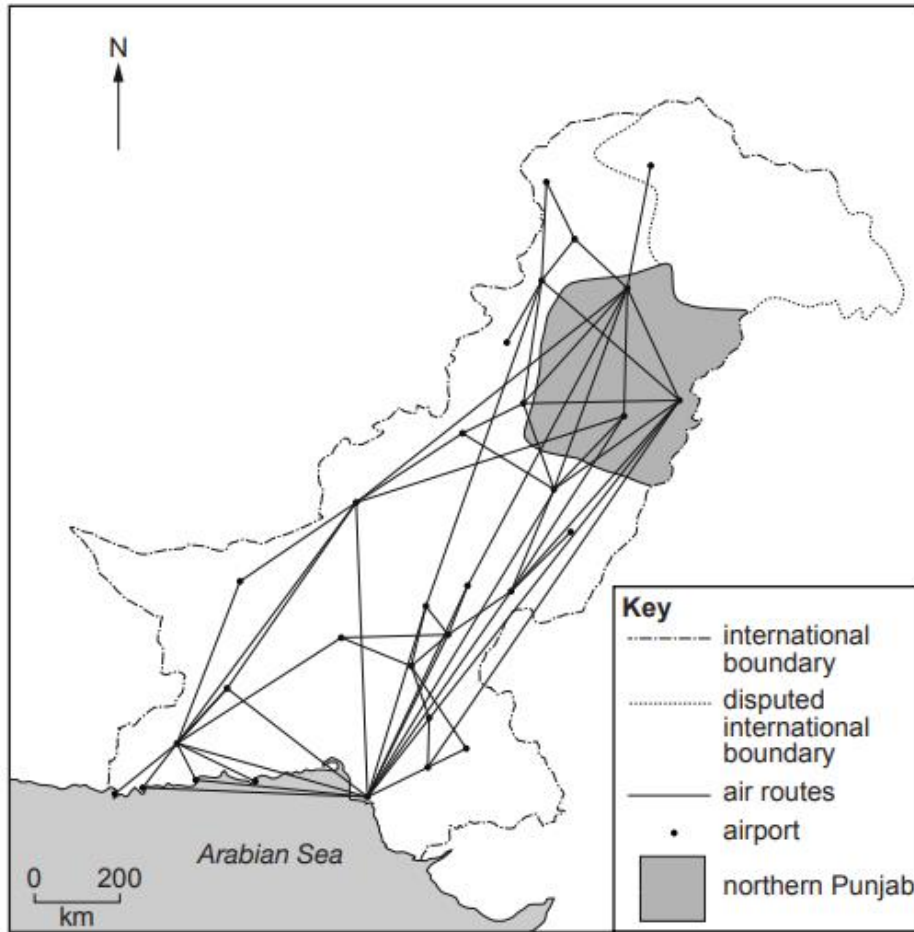 N
Arabian Sea
0 200
km
Key
international
boundary
disputed
international
boundary
air routes
airport
northern Punjab